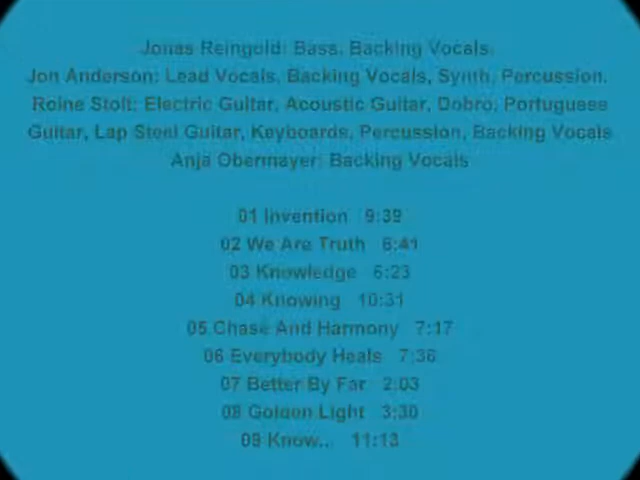 Jonas Reingold: Bass, Backing Vocals.
Jon Anderson: Lead Vocals, Backing Vocals, Synth, Percussion.
Roine Stolt: Electric Guitar, Acoustic Guitar, Dobro, Portuguese
Guitar, Lap Steel Guitar, Keyboards, Percussion, Backing Vocals
Anja Obermayer: Backing Vocals
01 Invention 9:39
02 We Are Truth 6:41
03 Knowledge 6:23
04 Knowing 10:31
05 Chase And Harmony 7:17
06 Everybody Heals 7:36
07 Better By Far 2:03
08 Golden Light 3:30
09 Know... 11:13